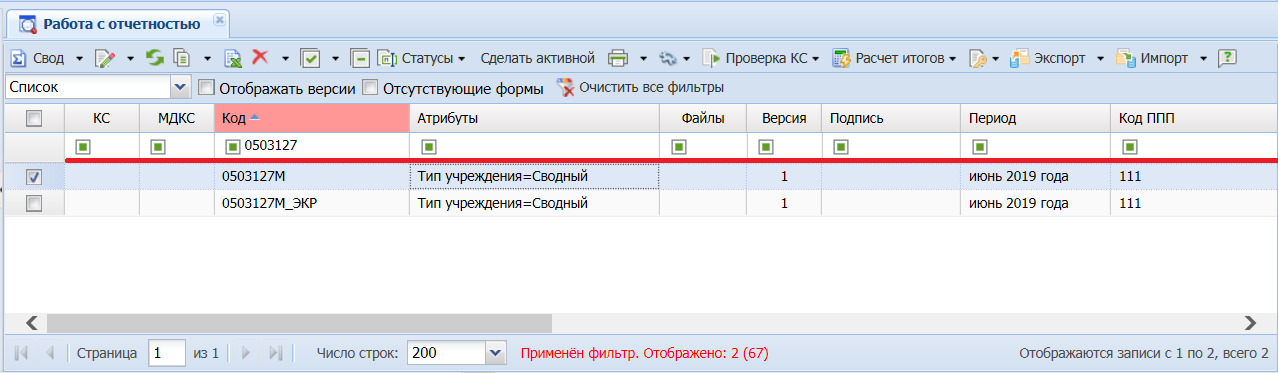 Работа с отчетностью
Свод Статусы Сделать активной Проверка КС Расчет итогов Экспорт Импорт
Список Отображать версии Отсутствующие формы Очистить все фильтры
КС МДКС Код Атрибуты Файлы Версия Подпись Период Код ППП
0503127
0503127М Тип учреждения=Сводный 1 июнь 2019 года 111
0503127М_ЭКР Тип учреждения=Сводный 1 июнь 2019 года 111
Страница 1 из 1 Число строк: 200 Применён фильтр. Отображено: 2 (67) Отображаются записи с 1 по 2, всего 2